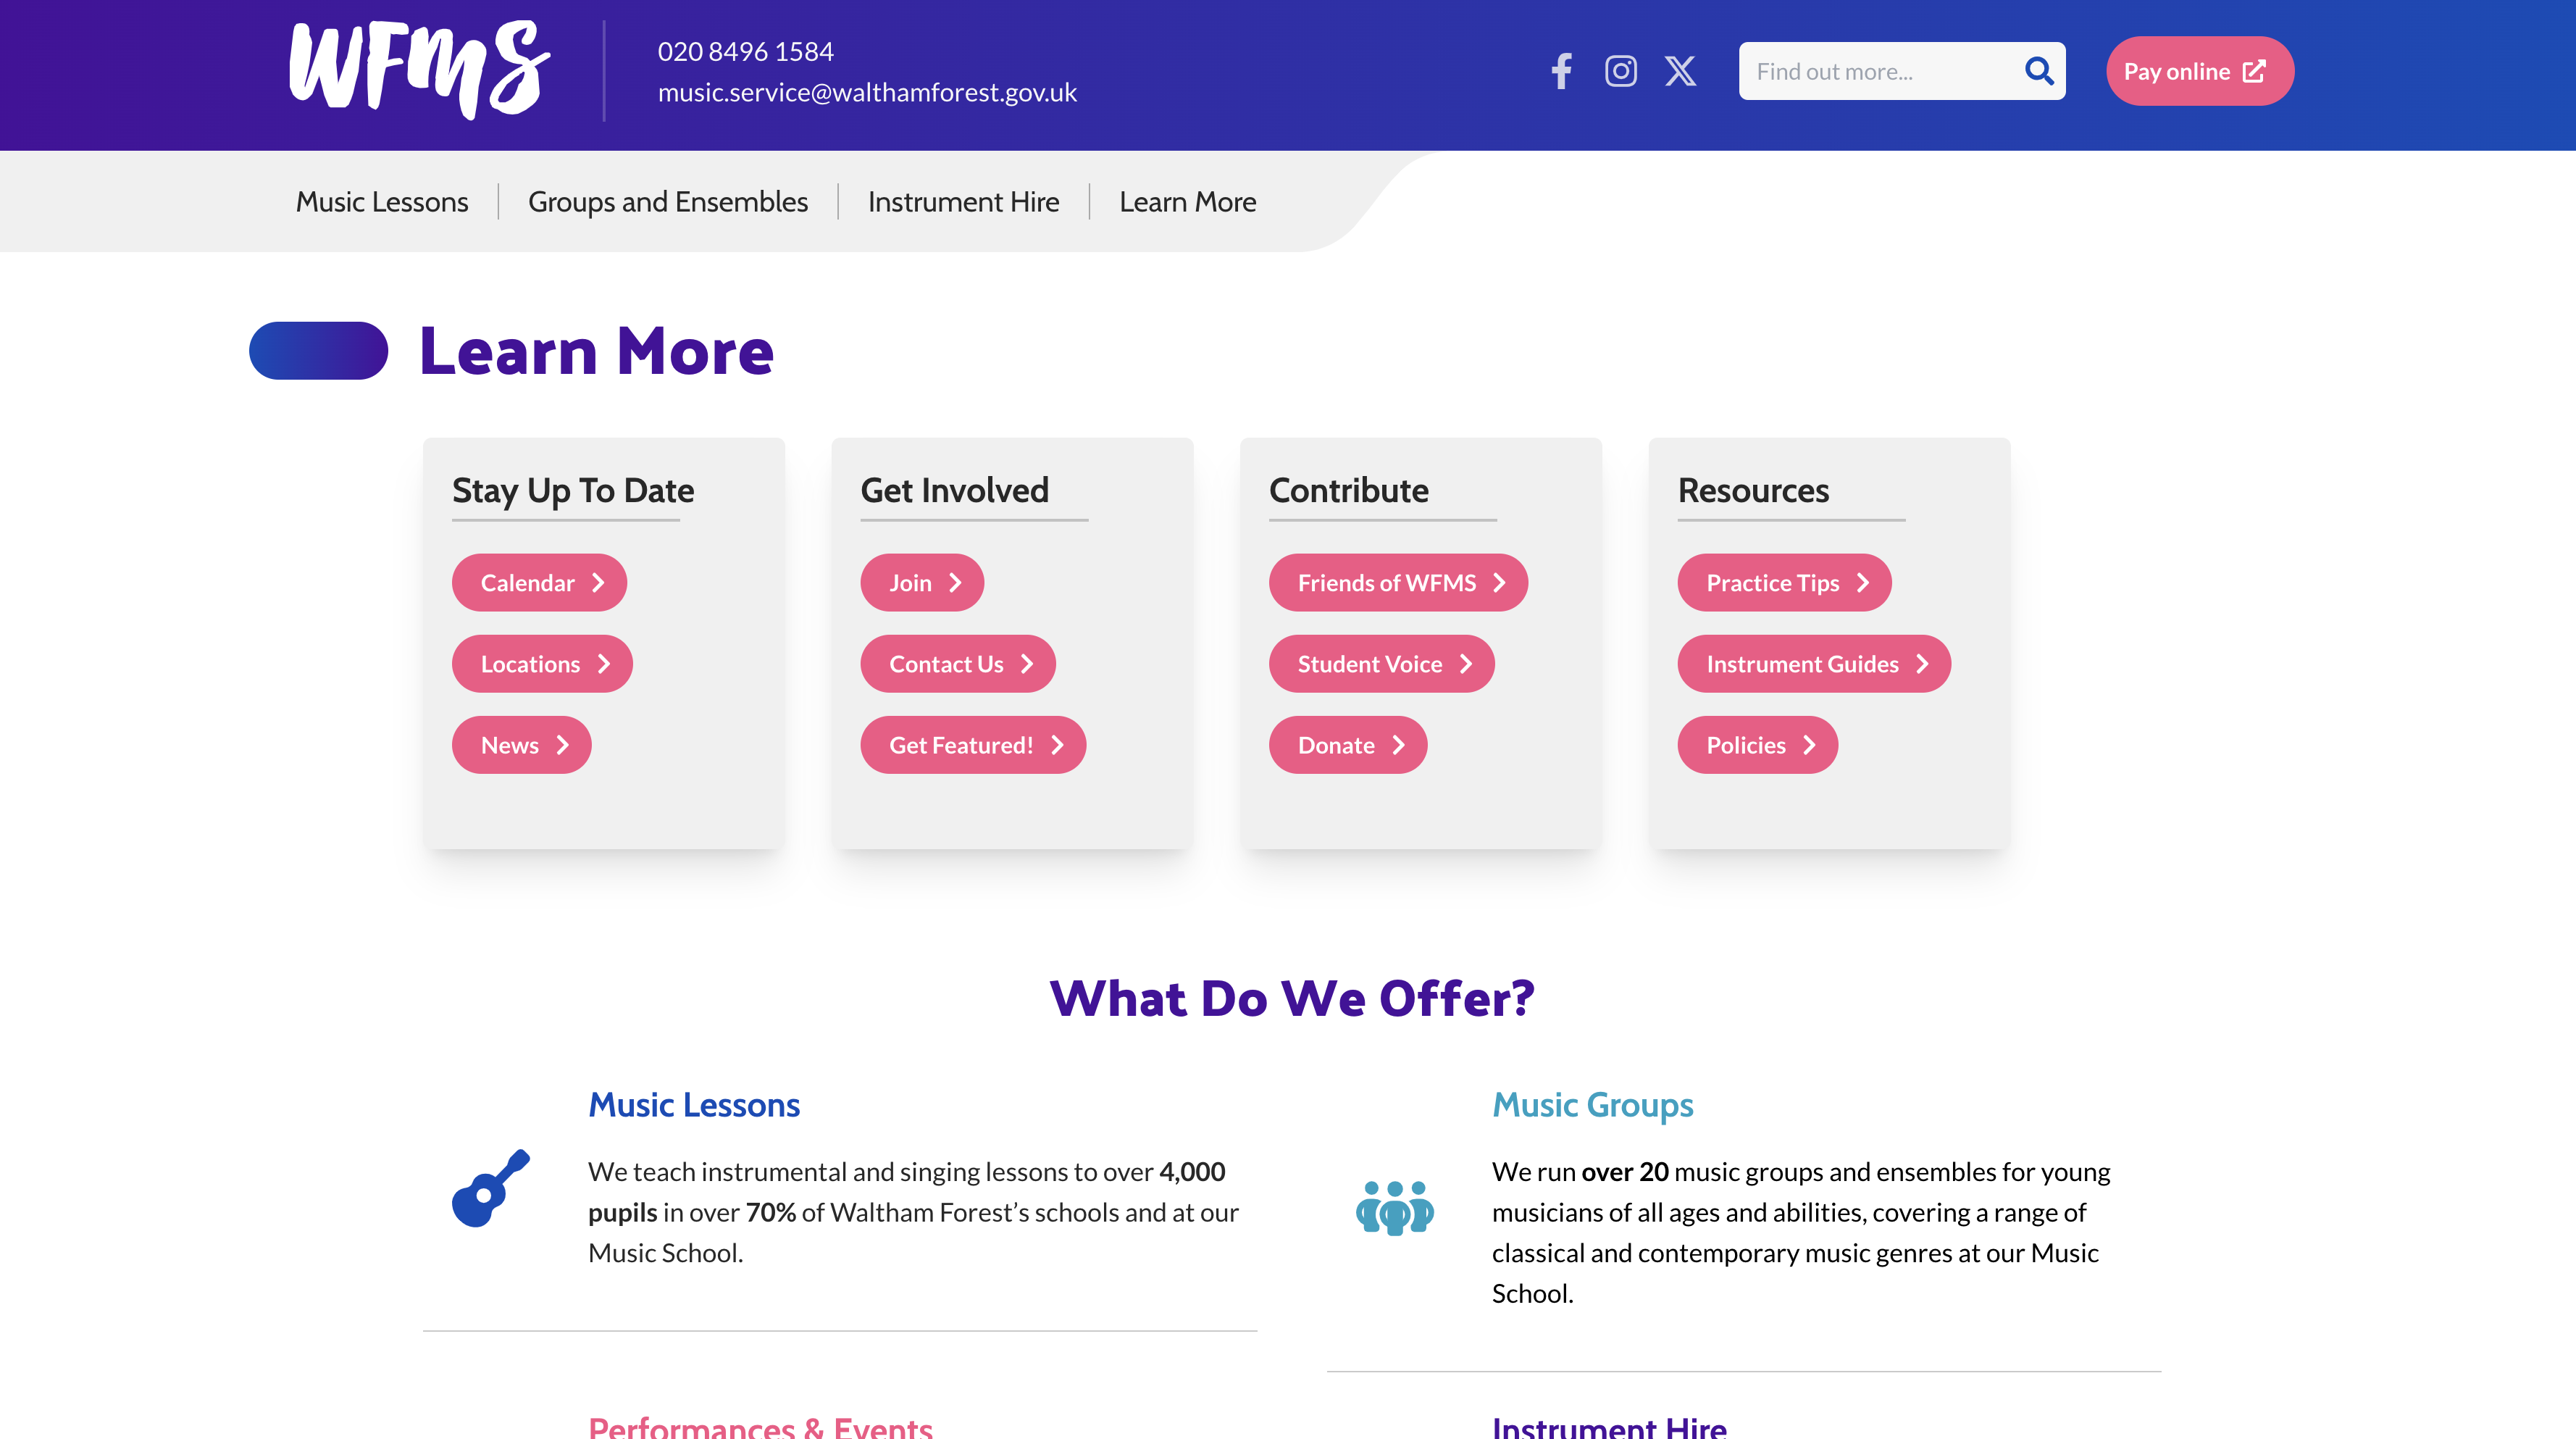 WFMS
020 8496 1584
music.service@walthamforest.gov.uk
Find out more...
Pay online
Music Lessons
Groups and Ensembles
Instrument Hire
Learn More
Learn More
Stay Up To Date
Calendar
Locations
News
Get Involved
Join
Contact Us
Get Featured!
Contribute
Friends of WFMS
Student Voice
Donate
Resources
Practice Tips
Instrument Guides
Policies
What Do We Offer?
Music Lessons
We teach instrumental and singing lessons to over 4,000
pupils in over 70% of Waltham Forest’s schools and at our
Music School.
Music Groups
We run over 20 music groups and ensembles for young
musicians of all ages and abilities, covering a range of
classical and contemporary music genres at our Music
School.
Performances & Events
Instrument Hire